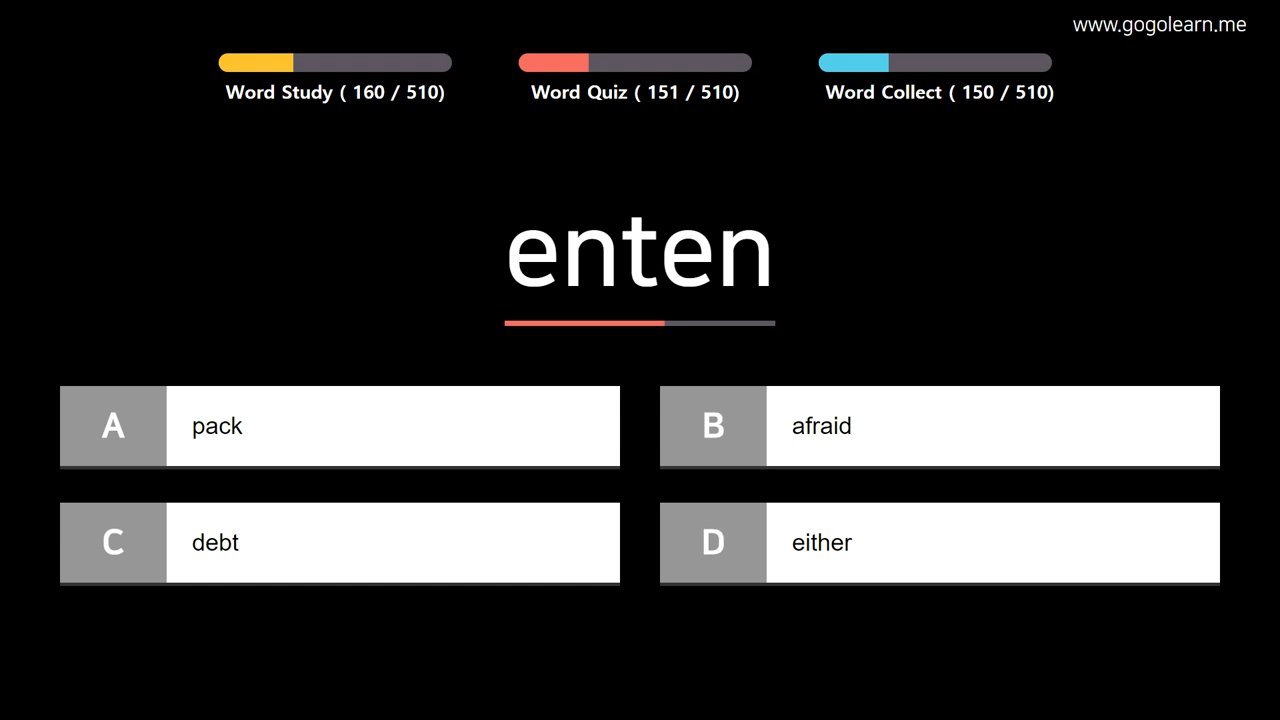 www.gogolearn.me
Word Study ( 160 / 510)
Word Quiz ( 151 / 510)
Word Collect ( 150 / 510)
enten
A
pack
B
afraid
C
debt
D
either